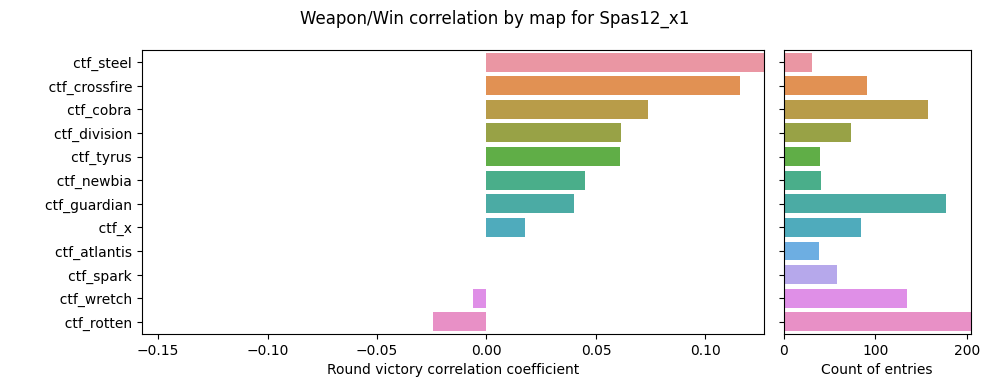 Weapon/Win correlation by map for Spas12_x1
ctf_steel
ctf_crossfire
ctf_cobra
ctf_division
ctf_tyrus
ctf_newbia
ctf_guardian
ctf_x
ctf_atlantis
ctf_spark
ctf_wretch
ctf_rotten
−0.15 −0.10 −0.05 0.00 0.05 0.10
Round victory correlation coefficient
0 100 200
Count of entries